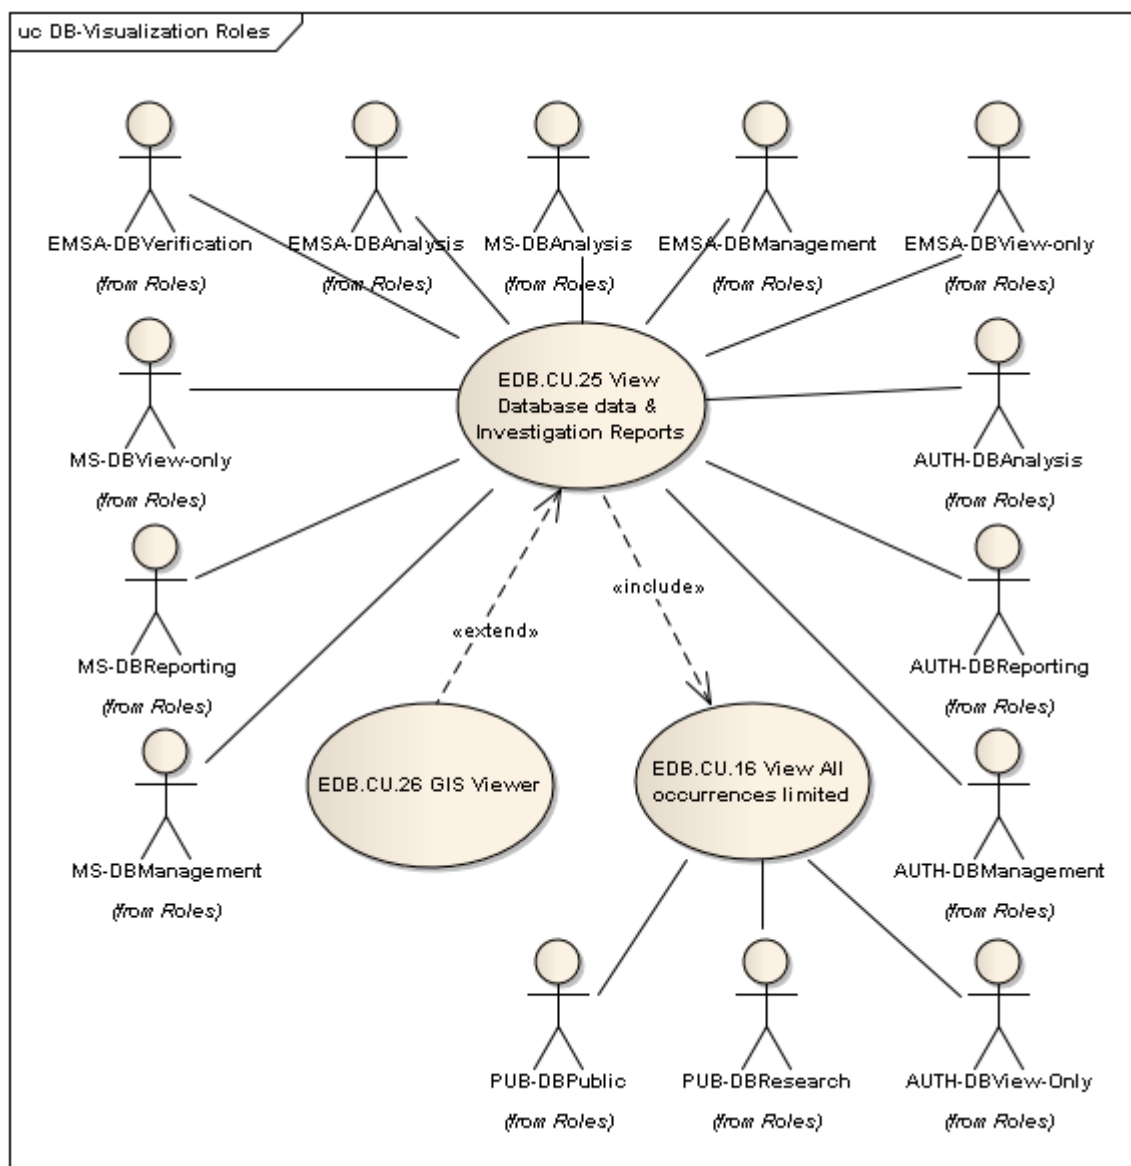 uc DB-Visualization Roles
EMSA-DBVerification
(from Roles)
EMSA-DBAnalysis
(from Roles)
MS-DBAnalysis
(from Roles)
EMSA-DBManagement
(from Roles)
EMSA-DBView-only
(from Roles)
EDB.CU.25 View
Database data &
Investigation Reports
MS-DBView-only
(from Roles)
AUTH-DBAnalysis
(from Roles)
«include»
«extend»
MS-DBReporting
(from Roles)
AUTH-DBReporting
(from Roles)
EDB.CU.26 GIS Viewer
EDB.CU.16 View All
occurrences limited
MS-DBManagement
(from Roles)
AUTH-DBManagement
(from Roles)
PUB-DBPublic
(from Roles)
PUB-DBResearch
(from Roles)
AUTH-DBView-Only
(from Roles)